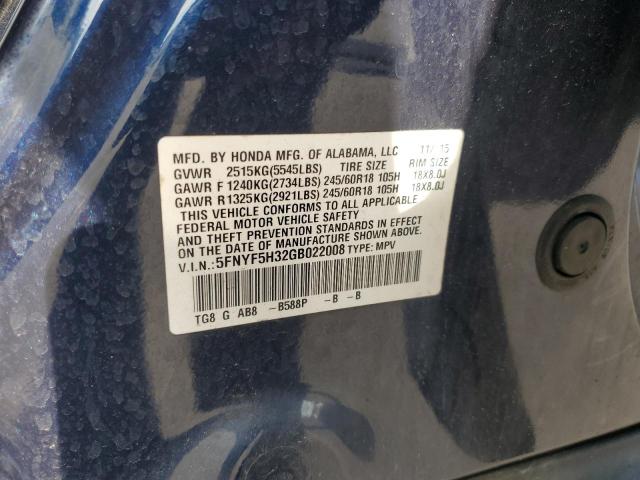 MFD. BY HONDA MFG. OF ALABAMA, LLC 11/15
GVWR 2515KG(5545LBS) TIRE SIZE RIM SIZE
GAWR F 1240KG(2734LBS) 245/60R18 105H 18X8.0J
GAWR R1325KG(2921LBS) 245/60R18 105H 18X8.0J
THIS VEHICLE CONFORMS TO ALL APPLICABLE
FEDERAL MOTOR VEHICLE SAFETY
AND THEFT PREVENTION STANDARDS IN EFFECT
ON THE DATE OF MANUFACTURE SHOWN ABOVE.
V.I.N.: 5FNYF5H32GB022008 TYPE: MPV
TG8 G AB8 -B588P -B -B